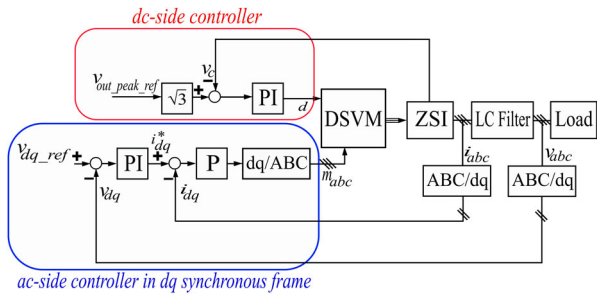 dc-side controller
v_out_peak_ref
√3
+
−
v_c
PI
d
DSVM
ZSI
LC Filter
Load
v_dq_ref
+
−
v_dq
PI
i*_dq
+
−
i_dq
P
dq/ABC
m_abc
i_abc
v_abc
ABC/dq
ABC/dq
ac-side controller in dq synchronous frame